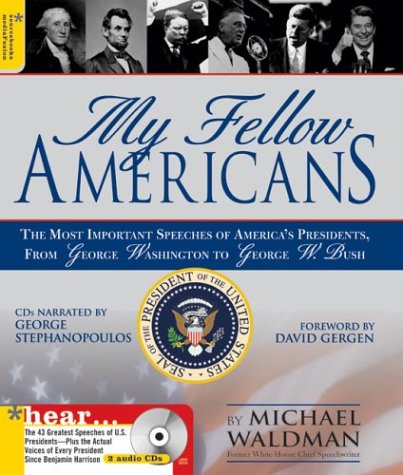 *sourcebooks
mediaFusion
My Fellow
AMERICANS
THE MOST IMPORTANT SPEECHES OF AMERICA'S PRESIDENTS,
FROM GEORGE WASHINGTON TO GEORGE W. BUSH
CDS NARRATED BY
GEORGE
STEPHANOPOULOS
SEAL OF THE PRESIDENT OF THE UNITED STATES
FOREWORD BY
DAVID GERGEN
*hear...
The 43 Greatest Speeches of U.S.
Presidents—Plus the Actual
Voices of Every President
Since Benjamin Harrison
2 audio CDs
BY MICHAEL
WALDMAN
Former White House Chief Speechwriter